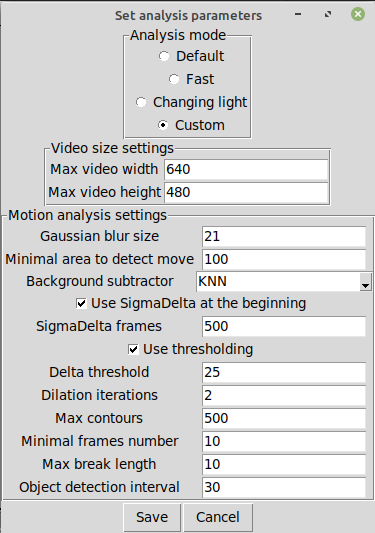 Set analysis parameters
Analysis mode
Default
Fast
Changing light
Custom
Video size settings
Max video width 640
Max video height 480
Motion analysis settings
Gaussian blur size 21
Minimal area to detect move 100
Background subtractor KNN
Use SigmaDelta at the beginning
SigmaDelta frames 500
Use thresholding
Delta threshold 25
Dilation iterations 2
Max contours 500
Minimal frames number 10
Max break length 10
Object detection interval 30
Save Cancel